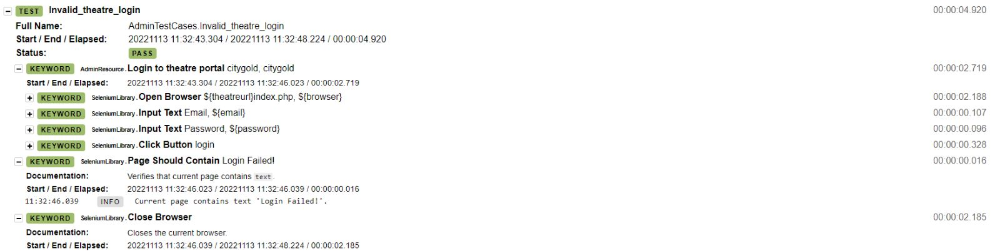 TEST Invalid_theatre_login 00:00:04.920
Full Name: AdminTestCases.Invalid_theatre_login
Start / End / Elapsed: 20221113 11:32:43.304 / 20221113 11:32:48.224 / 00:00:04.920
Status: PASS
KEYWORD AdminResource.Login to theatre portal citygold, citygold 00:00:02.719
Start / End / Elapsed: 20221113 11:32:43.304 / 20221113 11:32:46.023 / 00:00:02.719
KEYWORD SeleniumLibrary.Open Browser ${theatreurl}index.php, ${browser} 00:00:02.188
KEYWORD SeleniumLibrary.Input Text Email, ${email} 00:00:00.107
KEYWORD SeleniumLibrary.Input Text Password, ${password} 00:00:00.096
KEYWORD SeleniumLibrary.Click Button login 00:00:00.328
KEYWORD SeleniumLibrary.Page Should Contain Login Failed! 00:00:00.016
Documentation: Verifies that current page contains text.
Start / End / Elapsed: 20221113 11:32:46.023 / 20221113 11:32:46.039 / 00:00:00.016
11:32:46.039 INFO Current page contains text 'Login Failed!'.
KEYWORD SeleniumLibrary.Close Browser 00:00:02.185
Documentation: Closes the current browser.
Start / End / Elapsed: 20221113 11:32:46.039 / 20221113 11:32:48.224 / 00:00:02.185